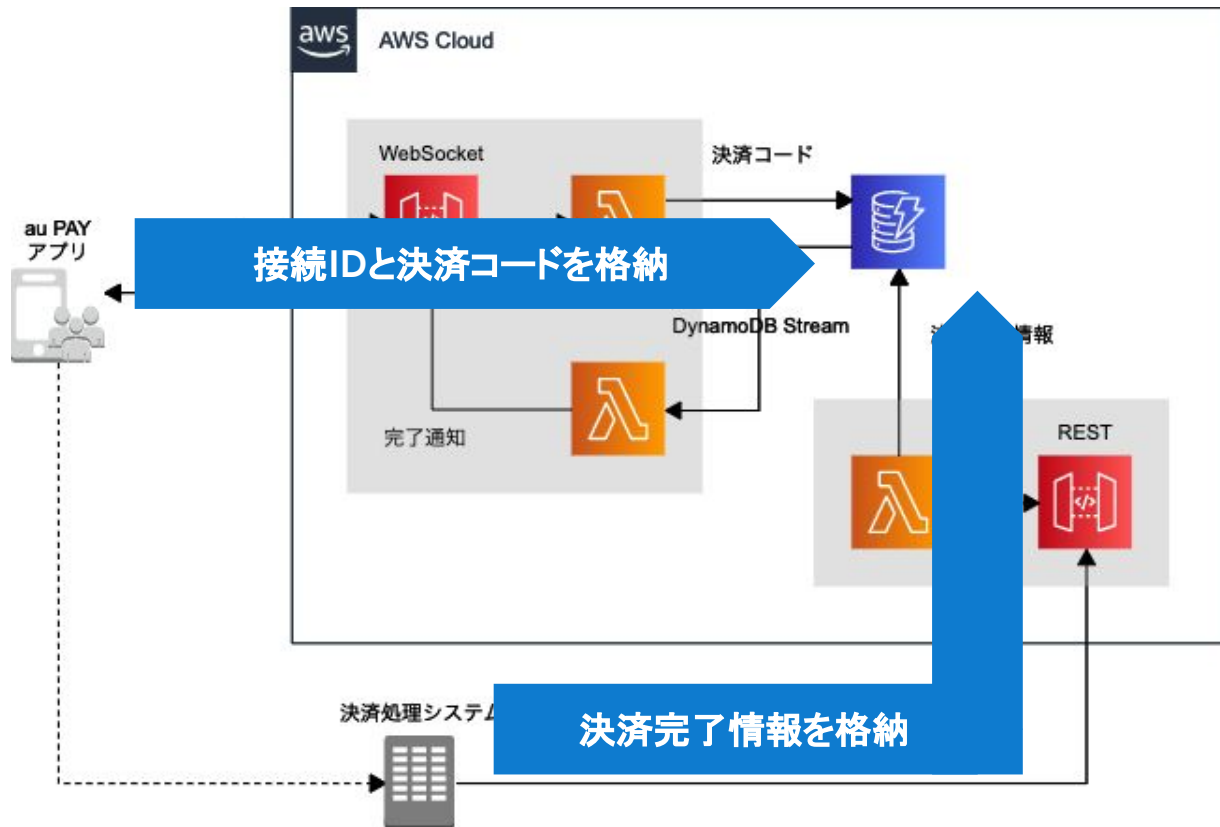 aws
AWS Cloud
WebSocket
決済コード
au PAY
アプリ
接続IDと決済コードを格納
DynamoDB Stream
情報
完了通知
REST
決済処理システム
決済完了情報を格納